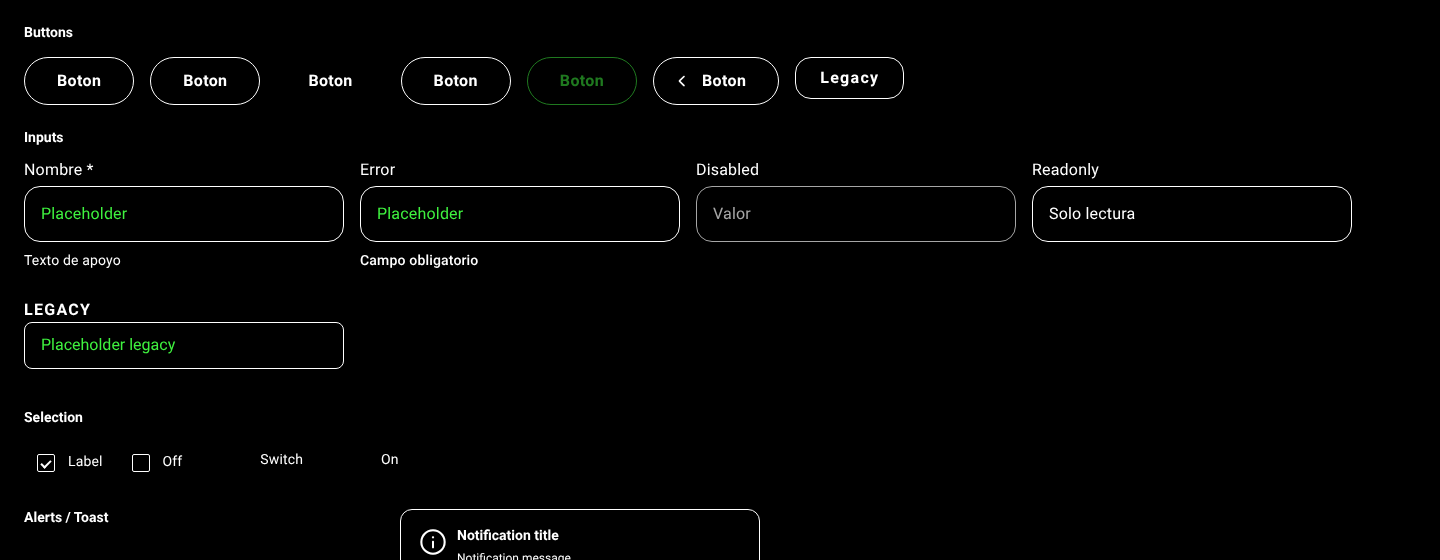 Buttons
Boton Boton Boton Boton Boton Boton Legacy
Inputs
Nombre * Error Disabled Readonly
Placeholder Placeholder Valor Solo lectura
Texto de apoyo Campo obligatorio
LEGACY
Placeholder legacy
Selection
Label Off Switch On
Alerts / Toast
Notification title
Notification message